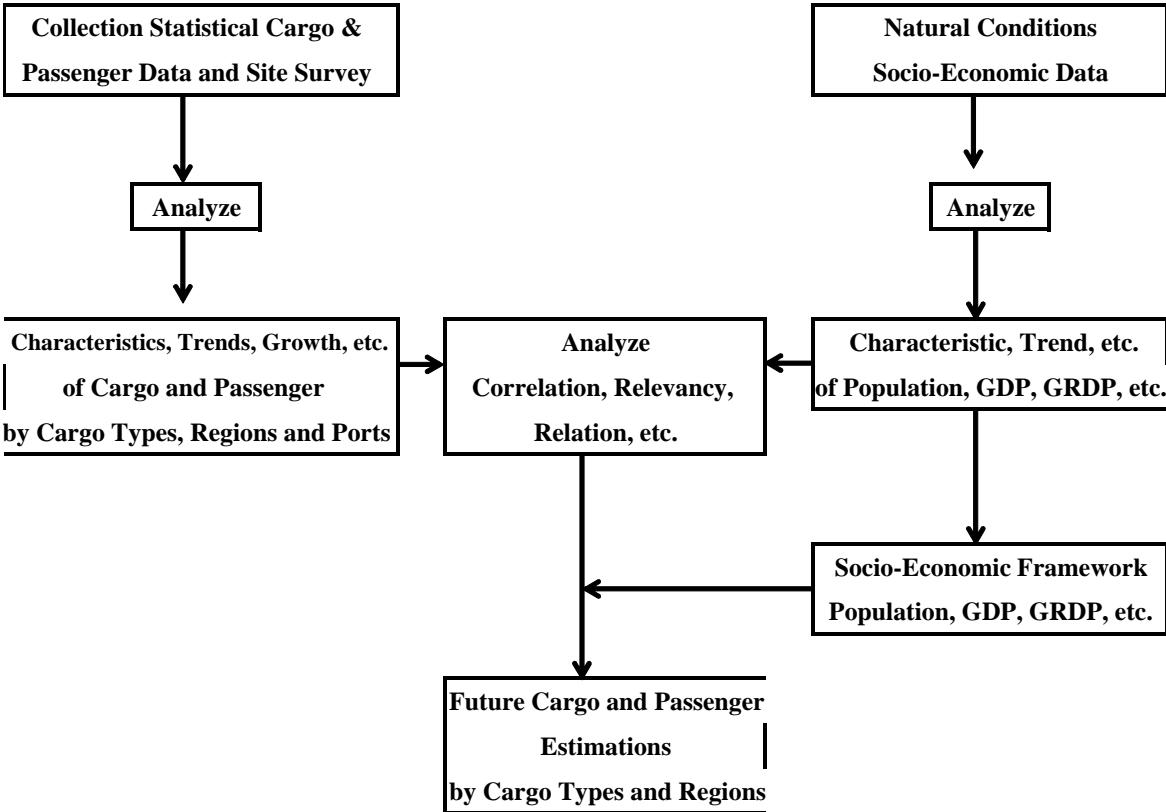 Collection Statistical Cargo &
Passenger Data and Site Survey
Natural Conditions
Socio-Economic Data
Analyze
Analyze
Characteristics, Trends, Growth, etc.
of Cargo and Passenger
by Cargo Types, Regions and Ports
Analyze
Correlation, Relevancy,
Relation, etc.
Characteristic, Trend, etc.
of Population, GDP, GRDP, etc.
Socio-Economic Framework
Population, GDP, GRDP, etc.
Future Cargo and Passenger
Estimations
by Cargo Types and Regions